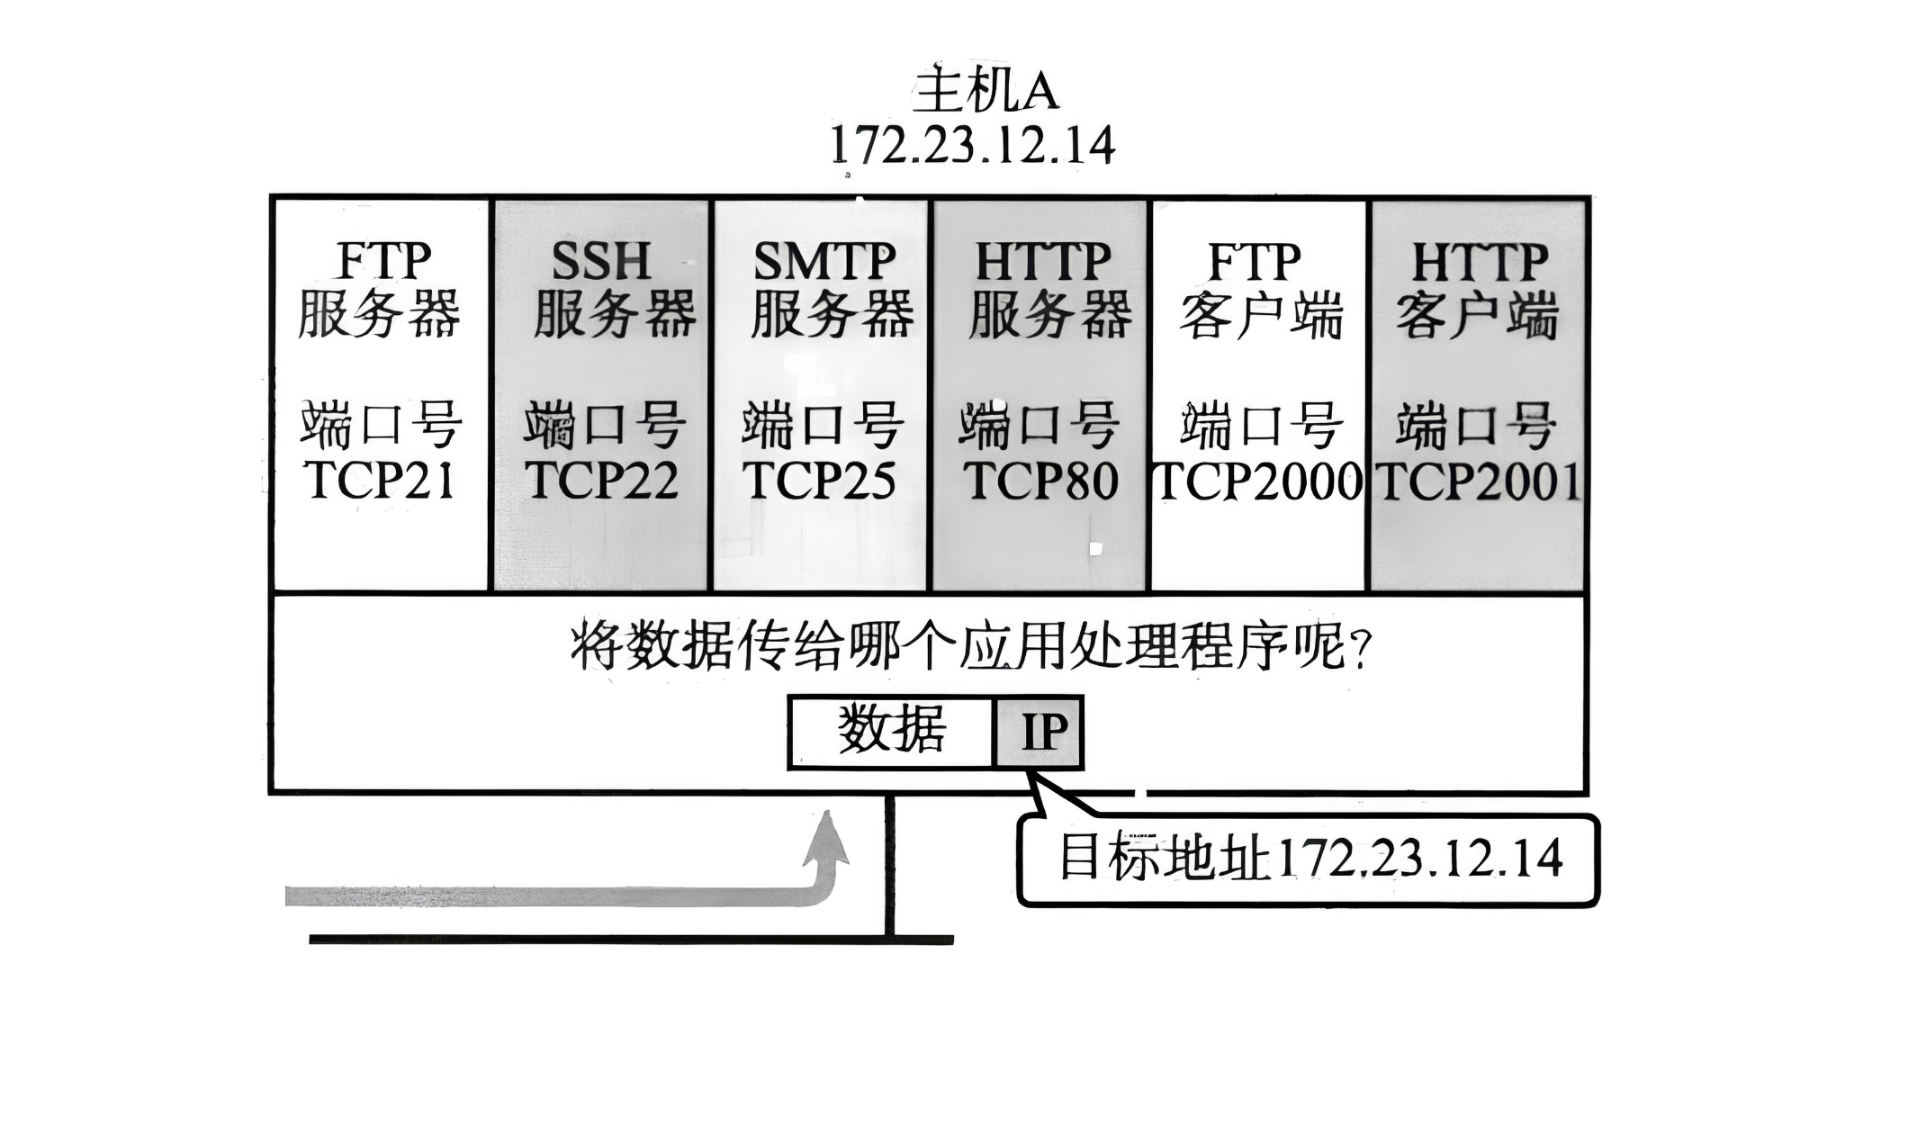 主机A
172.23.12.14
FTP
服务器
端口号
TCP21
SSH
服务器
端口号
TCP22
SMTP
服务器
端口号
TCP25
HTTP
服务器
端口号
TCP80
FTP
客户端
端口号
TCP2000
HTTP
客户端
端口号
TCP2001
将数据传给哪个应用处理程序呢?
数据
IP
目标地址172.23.12.14